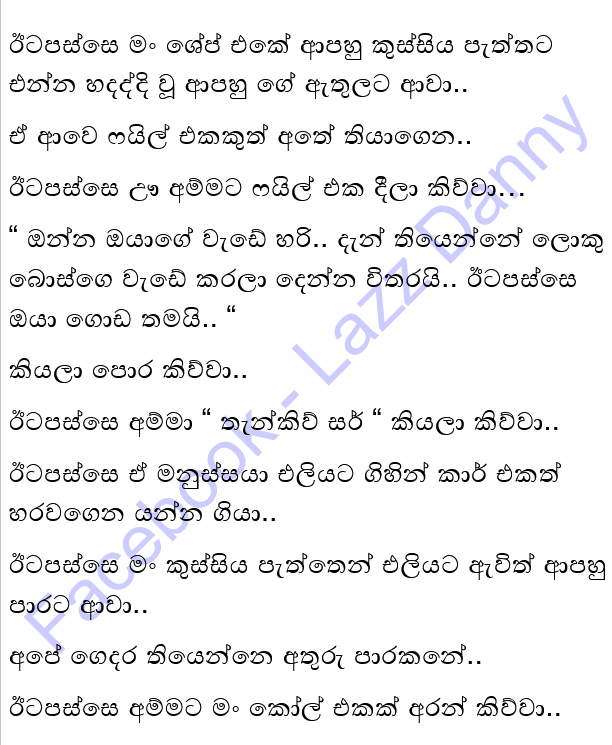 ඊටපස්සෙ මං ශේප් එකේ ආපහු කුස්සිය පැත්තට
එන්න හදද්දි වූ ආපහු ගේ ඇතුලට ආවා..
ඒ ආවෙ ෆයිල් එකකුත් අතේ තියාගෙන..
ඊටපස්සෙ ඌ අම්මට ෆයිල් එක දීලා කිව්වා...
“ ඔන්න ඔයාගේ වැඩේ හරි.. දැන් තියෙන්නේ ලොකු
බොස්ගෙ වැඩේ කරලා දෙන්න විතරයි.. ඊටපස්සෙ
ඔයා ගොඩ තමයි.. “
කියලා පොර කිව්වා..
ඊටපස්සෙ අම්මා “ තැන්කිව් සර් “ කියලා කිව්වා..
ඊටපස්සෙ ඒ මනුස්සයා එලියට ගිහින් කාර් එකත්
හරවගෙන යන්න ගියා..
ඊටපස්සෙ මං කුස්සිය පැත්තෙන් එලියට ඇවිත් ආපහු
පාරට ආවා..
අපේ ගෙදර තියෙන්නෙ අතුරු පාරකනේ..
ඊටපස්සෙ අම්මට මං කෝල් එකක් අරන් කිව්වා..
Facebook - Lazz Danny